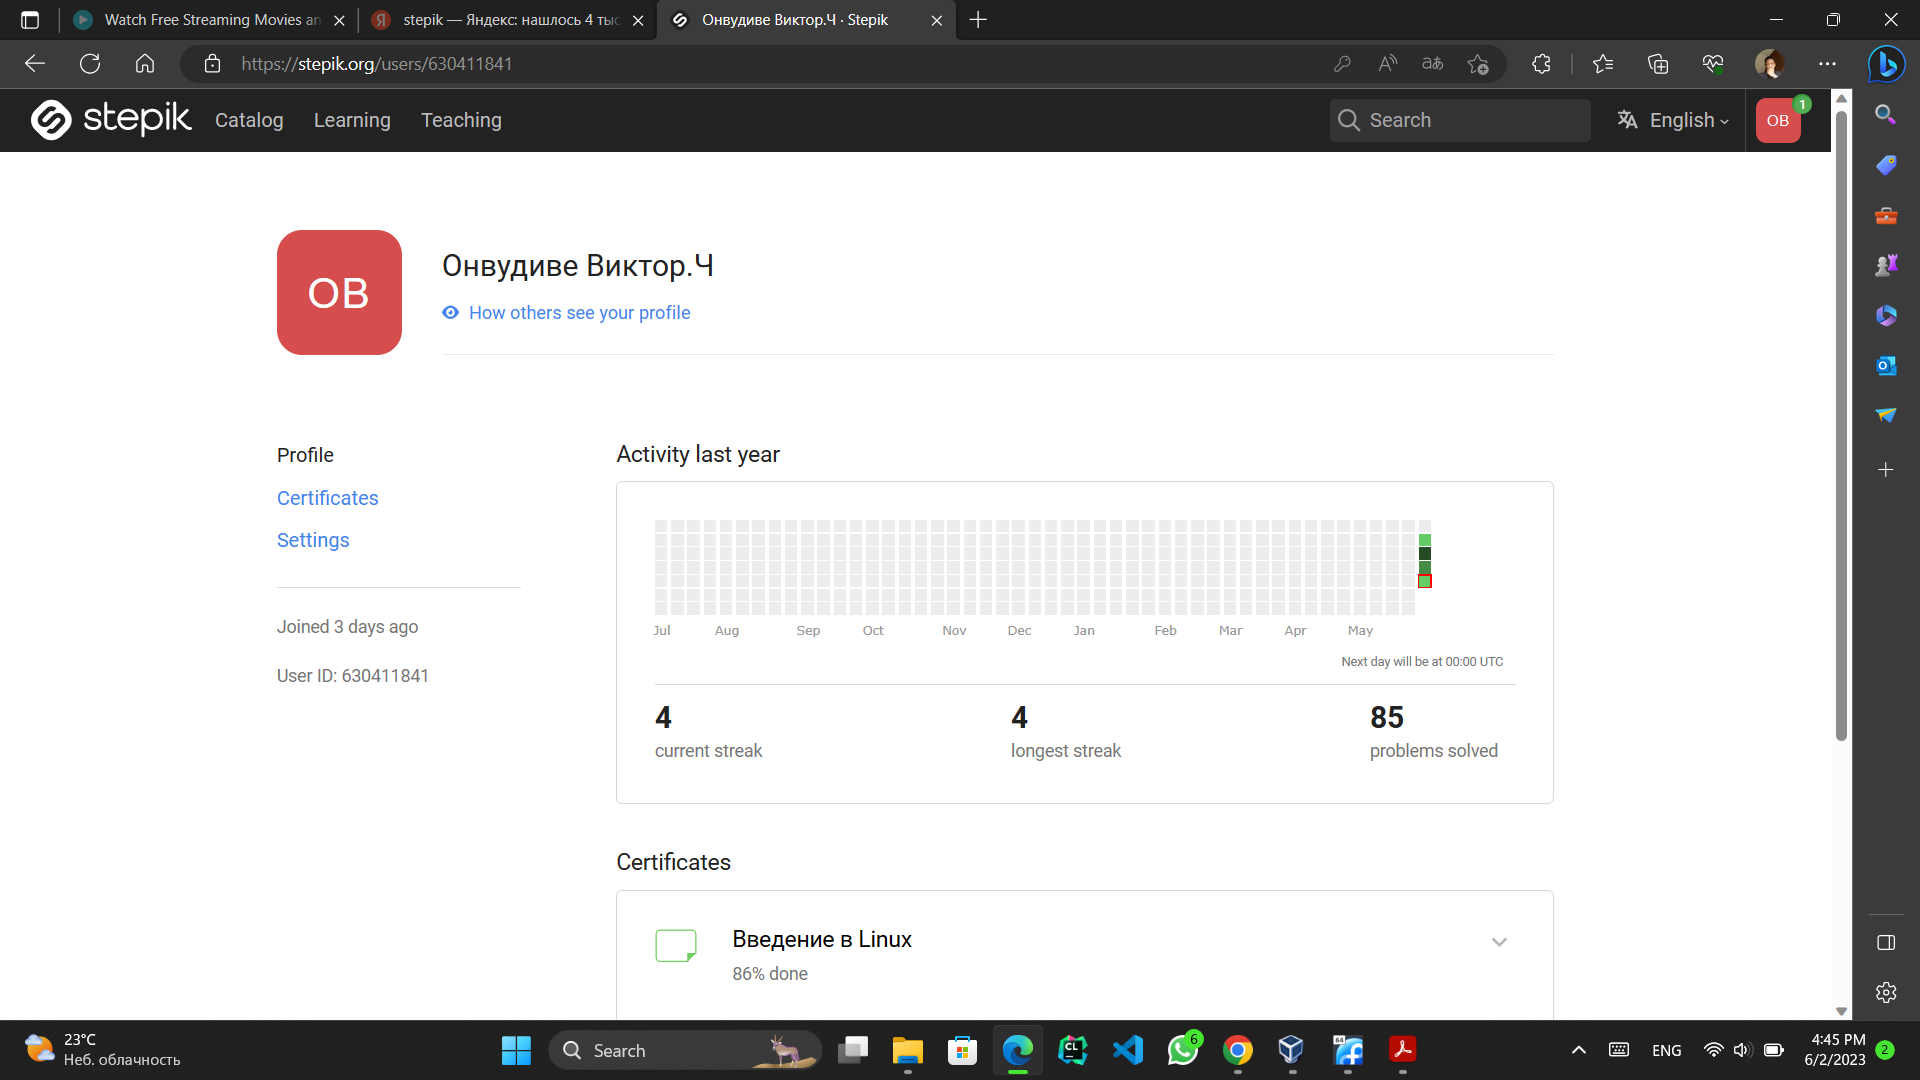 Watch Free Streaming Movies an
stepik — Яндекс: нашлось 4 тыс
Онвудиве Виктор.Ч · Stepik
https://stepik.org/users/630411841
stepik
Catalog
Learning
Teaching
Search
English
OB
1
OB
Онвудиве Виктор.Ч
How others see your profile
Profile
Certificates
Settings
Joined 3 days ago
User ID: 630411841
Activity last year
Jul Aug Sep Oct Nov Dec Jan Feb Mar Apr May
Next day will be at 00:00 UTC
4
current streak
4
longest streak
85
problems solved
Certificates
Введение в Linux
86% done
23°C
Неб. облачность
Search
6
ENG
4:45 PM
6/2/2023
2